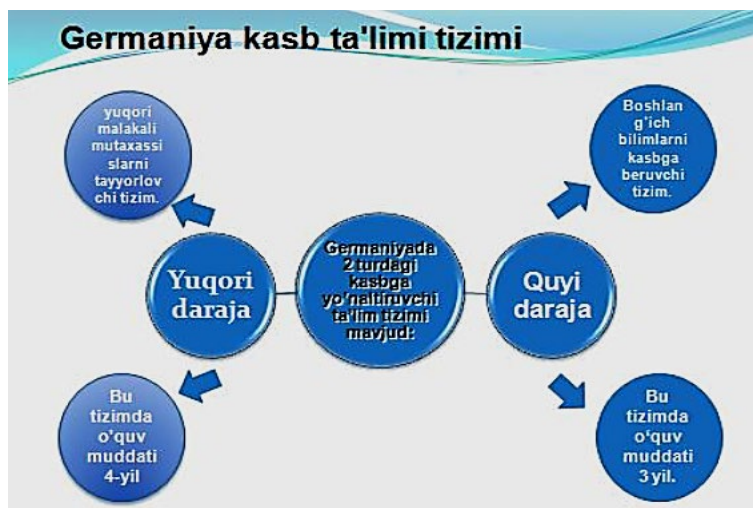 Germaniya kasb ta'limi tizimi
yuqori
malakali
mutaxassi
slarni
tayyorlov
chi tizim.
Boshlan
g'ich
bilimlarni
kasbga
beruvchi
tizim.
Yuqori
daraja
Germaniyada
2 turdagi
kasbga
yo'naltiruvchi
ta'lim tizimi
mavjud:
Quyi
daraja
Bu
tizimda
o'quv
muddati
4-yil
Bu
tizimda
o‘quv
muddati
3 yil.